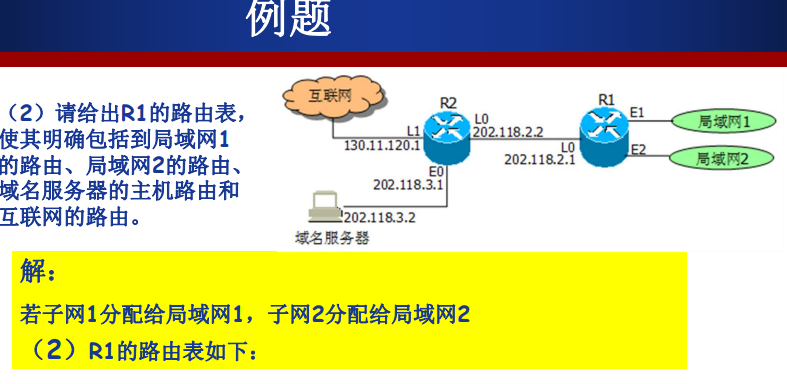 例题
（2）请给出R1的路由表，
使其明确包括到局域网1
的路由、局域网2的路由、
域名服务器的主机路由和
互联网的路由。
互联网
R2
R1
L1
L0
E1
局域网1
130.11.120.1
202.118.2.2
L0
E2
局域网2
202.118.2.1
E0
202.118.3.1
202.118.3.2
域名服务器
解：
若子网1分配给局域网1，子网2分配给局域网2
（2）R1的路由表如下：